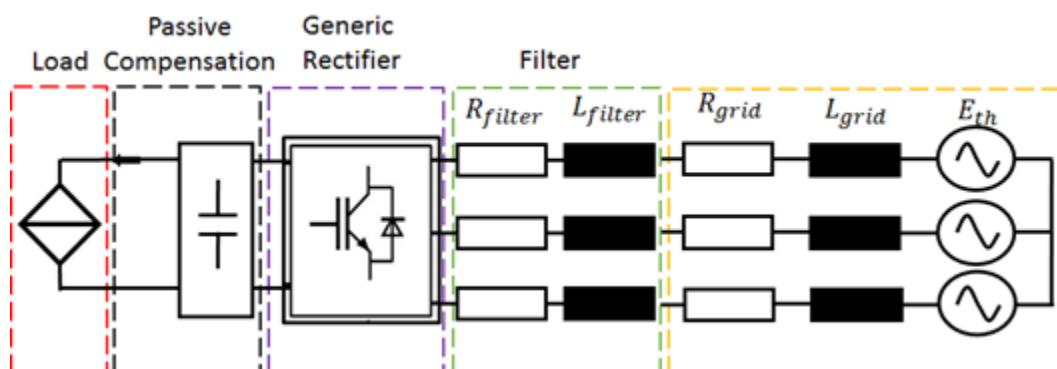 Passive
Generic
Load
Compensation
Rectifier
Filter
R_filter
L_filter
R_grid
L_grid
E_th